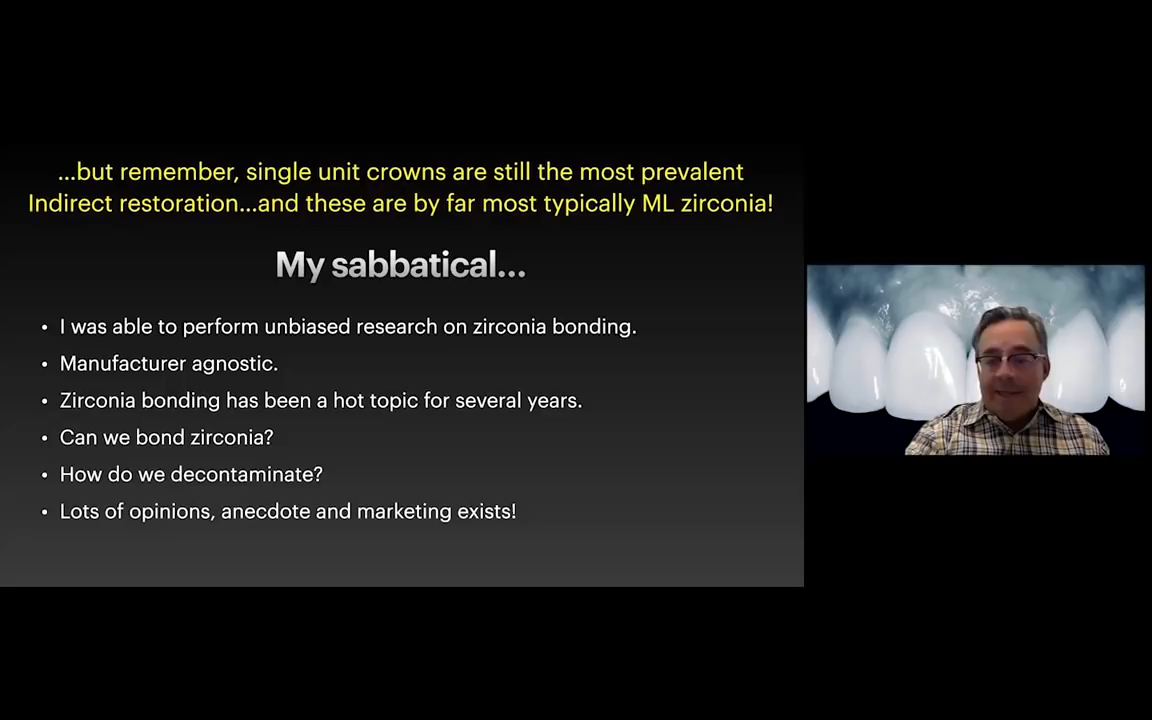 ...but remember, single unit crowns are still the most prevalent
Indirect restoration...and these are by far most typically ML zirconia!
My sabbatical...
• I was able to perform unbiased research on zirconia bonding.
• Manufacturer agnostic.
• Zirconia bonding has been a hot topic for several years.
• Can we bond zirconia?
• How do we decontaminate?
• Lots of opinions, anecdote and marketing exists!